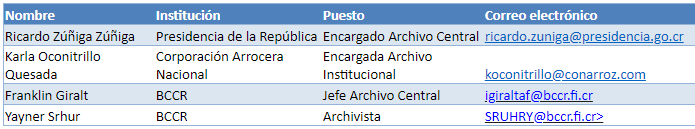 Nombre Institución Puesto Correo electrónico
Ricardo Zúñiga Zúñiga Presidencia de la República Encargado Archivo Central ricardo.zuniga@presidencia.go.cr
Karla Oconitrillo Corporación Arrocera Encargada Archivo
Quesada Nacional Institucional koconitrillo@conarroz.com
Franklin Giralt BCCR Jefe Archivo Central igiraltaf@bccr.fi.cr
Yayner Srhur BCCR Archivista SRUHRY@bccr.fi.cr>